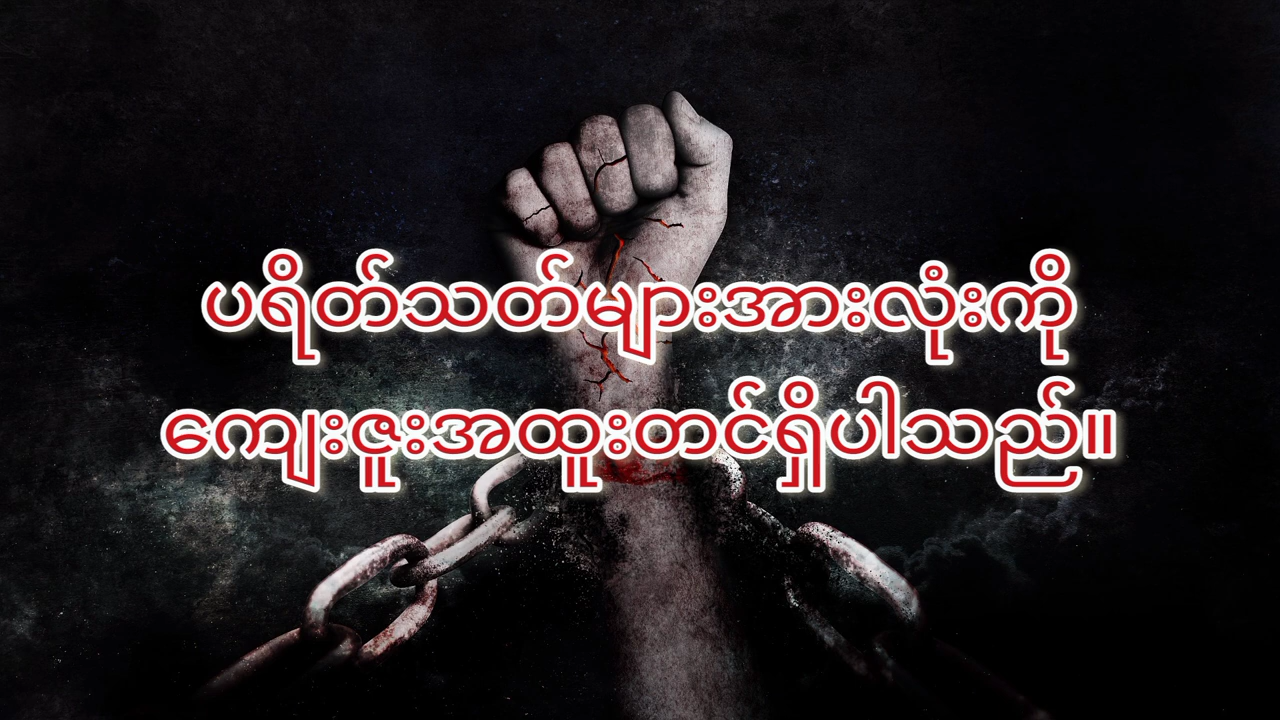 ပရိတ်သတ်များအားလုံးကို
ကျေးဇူးအထူးတင်ရှိပါသည်။